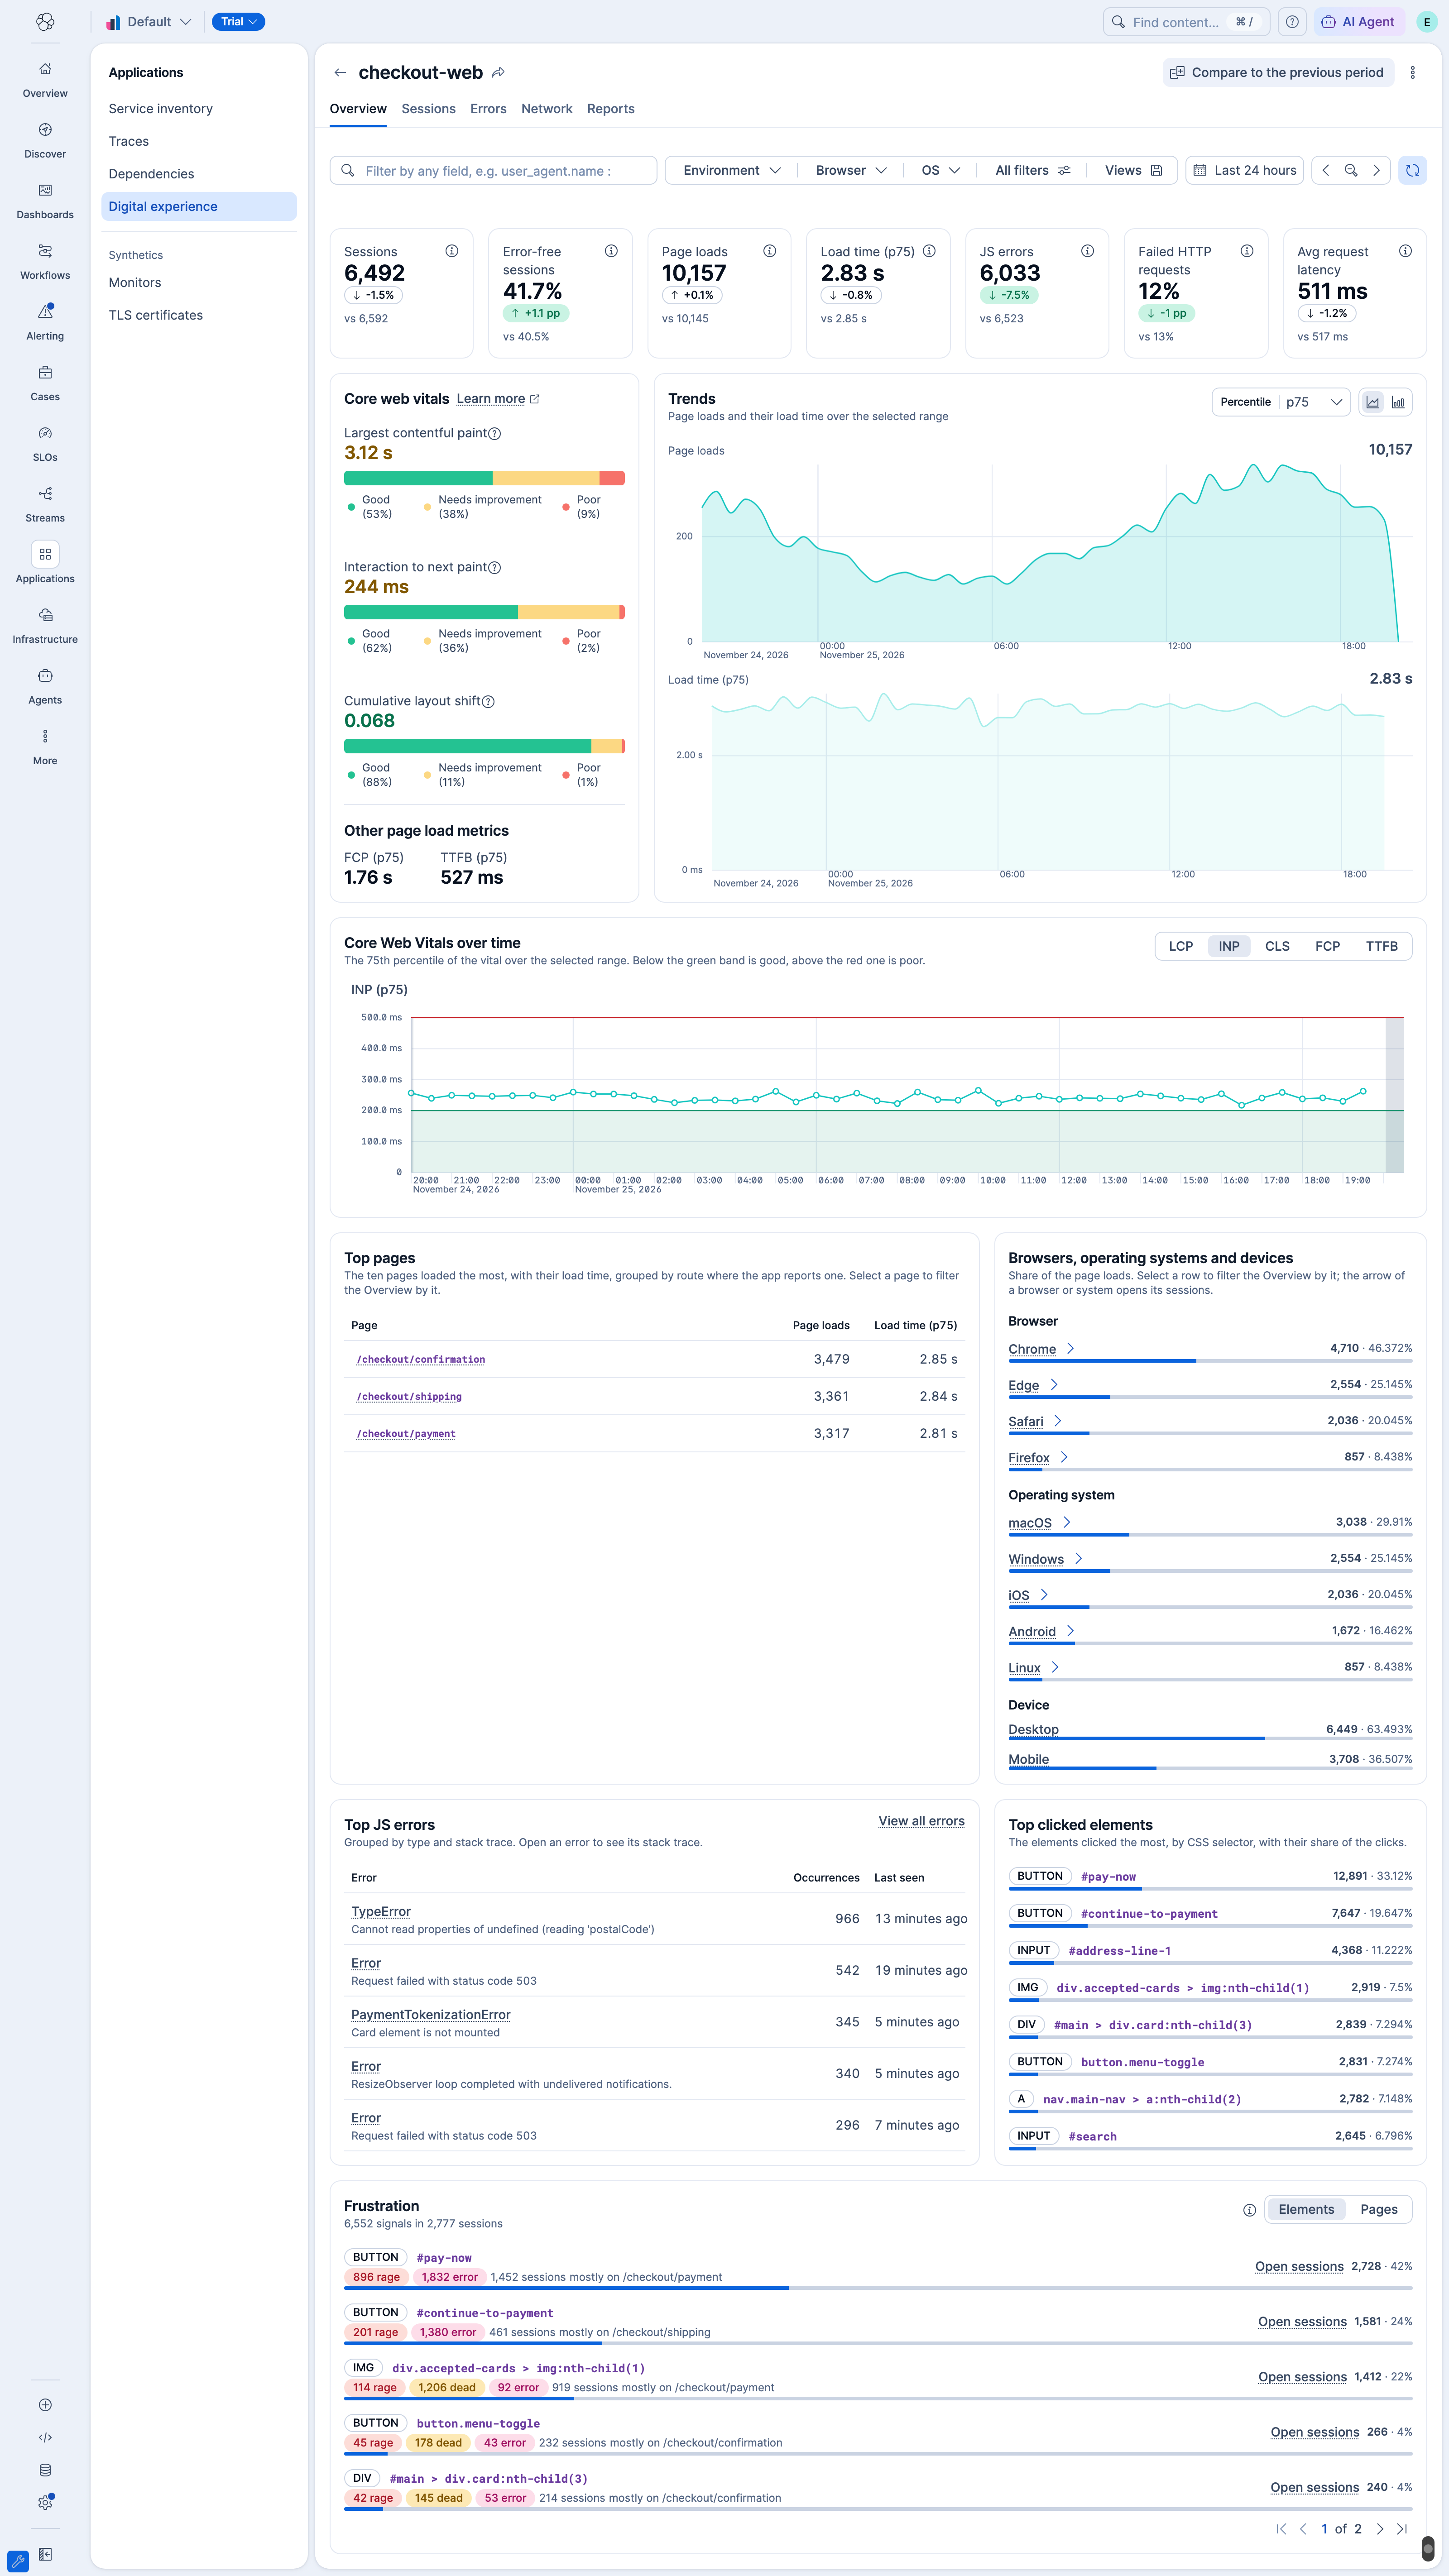 Default
Trial
Find content...
⌘ /
AI Agent
E
Overview
Discover
Dashboards
Workflows
Alerting
Cases
SLOs
Streams
Applications
Infrastructure
Agents
More
Applications
Service inventory
Traces
Dependencies
Digital experience
Synthetics
Monitors
TLS certificates
checkout-web
Compare to the previous period
Overview Sessions Errors Network Reports
Filter by any field, e.g. user_agent.name :
Environment
Browser
OS
All filters
Views
Last 24 hours
Sessions
6,492
↓ -1.5%
vs 6,592
Error-free
sessions
41.7%
↑ +1.1 pp
vs 40.5%
Page loads
10,157
↑ +0.1%
vs 10,145
Load time (p75)
2.83 s
↓ -0.8%
vs 2.85 s
JS errors
6,033
↓ -7.5%
vs 6,523
Failed HTTP
requests
12%
↓ -1 pp
vs 13%
Avg request
latency
511 ms
↓ -1.2%
vs 517 ms
Core web vitals Learn more
Largest contentful paint
3.12 s
Good
(53%)
Needs improvement
(38%)
Poor
(9%)
Interaction to next paint
244 ms
Good
(62%)
Needs improvement
(36%)
Poor
(2%)
Cumulative layout shift
0.068
Good
(88%)
Needs improvement
(11%)
Poor
(1%)
Other page load metrics
FCP (p75)
1.76 s
TTFB (p75)
527 ms
Trends
Page loads and their load time over the selected range
Percentile p75
Page loads 10,157
200
0
00:00 06:00 12:00 18:00
November 24, 2026 November 25, 2026
Load time (p75) 2.83 s
2.00 s
0 ms
00:00 06:00 12:00 18:00
November 24, 2026 November 25, 2026
Core Web Vitals over time
The 75th percentile of the vital over the selected range. Below the green band is good, above the red one is poor.
LCP INP CLS FCP TTFB
INP (p75)
500.0 ms
400.0 ms
300.0 ms
200.0 ms
100.0 ms
0
20:00 21:00 22:00 23:00 00:00 01:00 02:00 03:00 04:00 05:00 06:00 07:00 08:00 09:00 10:00 11:00 12:00 13:00 14:00 15:00 16:00 17:00 18:00 19:00
November 24, 2026 November 25, 2026
Top pages
The ten pages loaded the most, with their load time, grouped by route where the app reports one. Select a page to filter
the Overview by it.
Page Page loads Load time (p75)
/checkout/confirmation 3,479 2.85 s
/checkout/shipping 3,361 2.84 s
/checkout/payment 3,317 2.81 s
Browsers, operating systems and devices
Share of the page loads. Select a row to filter the Overview by it; the arrow of
a browser or system opens its sessions.
Browser
Chrome 4,710 · 46.372%
Edge 2,554 · 25.145%
Safari 2,036 · 20.045%
Firefox 857 · 8.438%
Operating system
macOS 3,038 · 29.91%
Windows 2,554 · 25.145%
iOS 2,036 · 20.045%
Android 1,672 · 16.462%
Linux 857 · 8.438%
Device
Desktop 6,449 · 63.493%
Mobile 3,708 · 36.507%
Top JS errors
View all errors
Grouped by type and stack trace. Open an error to see its stack trace.
Error Occurrences Last seen
TypeError
Cannot read properties of undefined (reading 'postalCode')
966 13 minutes ago
Error
Request failed with status code 503
542 19 minutes ago
PaymentTokenizationError
Card element is not mounted
345 5 minutes ago
Error
ResizeObserver loop completed with undelivered notifications.
340 5 minutes ago
Error
Request failed with status code 503
296 7 minutes ago
Top clicked elements
The elements clicked the most, by CSS selector, with their share of the clicks.
BUTTON #pay-now 12,891 · 33.12%
BUTTON #continue-to-payment 7,647 · 19.647%
INPUT #address-line-1 4,368 · 11.222%
IMG div.accepted-cards > img:nth-child(1) 2,919 · 7.5%
DIV #main > div.card:nth-child(3) 2,839 · 7.294%
BUTTON button.menu-toggle 2,831 · 7.274%
A nav.main-nav > a:nth-child(2) 2,782 · 7.148%
INPUT #search 2,645 · 6.796%
Frustration
6,552 signals in 2,777 sessions
Elements Pages
BUTTON #pay-now
896 rage 1,832 error 1,452 sessions mostly on /checkout/payment
Open sessions 2,728 · 42%
BUTTON #continue-to-payment
201 rage 1,380 error 461 sessions mostly on /checkout/shipping
Open sessions 1,581 · 24%
IMG div.accepted-cards > img:nth-child(1)
114 rage 1,206 dead 92 error 919 sessions mostly on /checkout/payment
Open sessions 1,412 · 22%
BUTTON button.menu-toggle
45 rage 178 dead 43 error 232 sessions mostly on /checkout/confirmation
Open sessions 266 · 4%
DIV #main > div.card:nth-child(3)
42 rage 145 dead 53 error 214 sessions mostly on /checkout/confirmation
Open sessions 240 · 4%
1 of 2